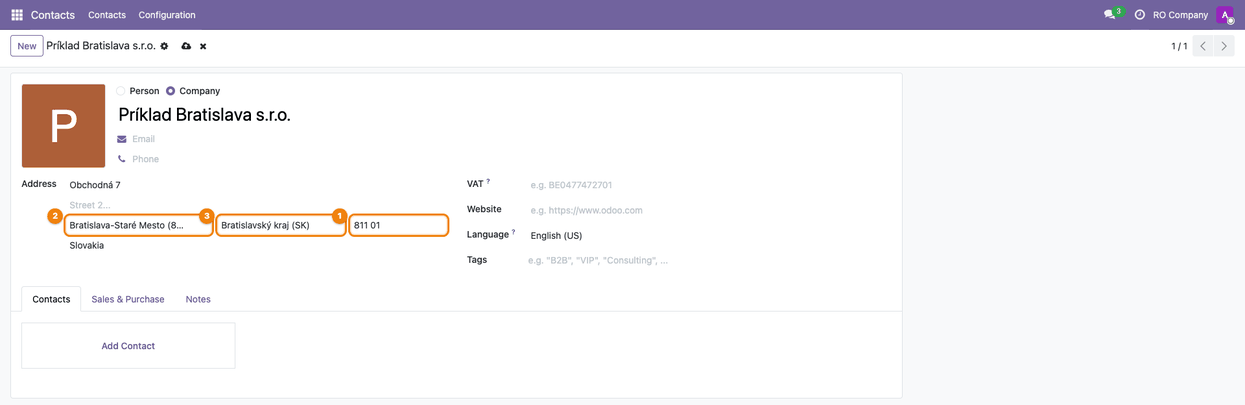 Contacts Contacts Configuration 3 RO Company A
New Príklad Bratislava s.r.o. 1 / 1
P
Person Company
Príklad Bratislava s.r.o.
Email
Phone
Address Obchodná 7 VAT ? e.g. BE0477472701
Street 2...
Website e.g. https://www.odoo.com
2 Bratislava-Staré Mesto (8... 3 Bratislavský kraj (SK) 1 811 01
Language ? English (US)
Slovakia
Tags e.g. "B2B", "VIP", "Consulting", ...
Contacts Sales & Purchase Notes
Add Contact